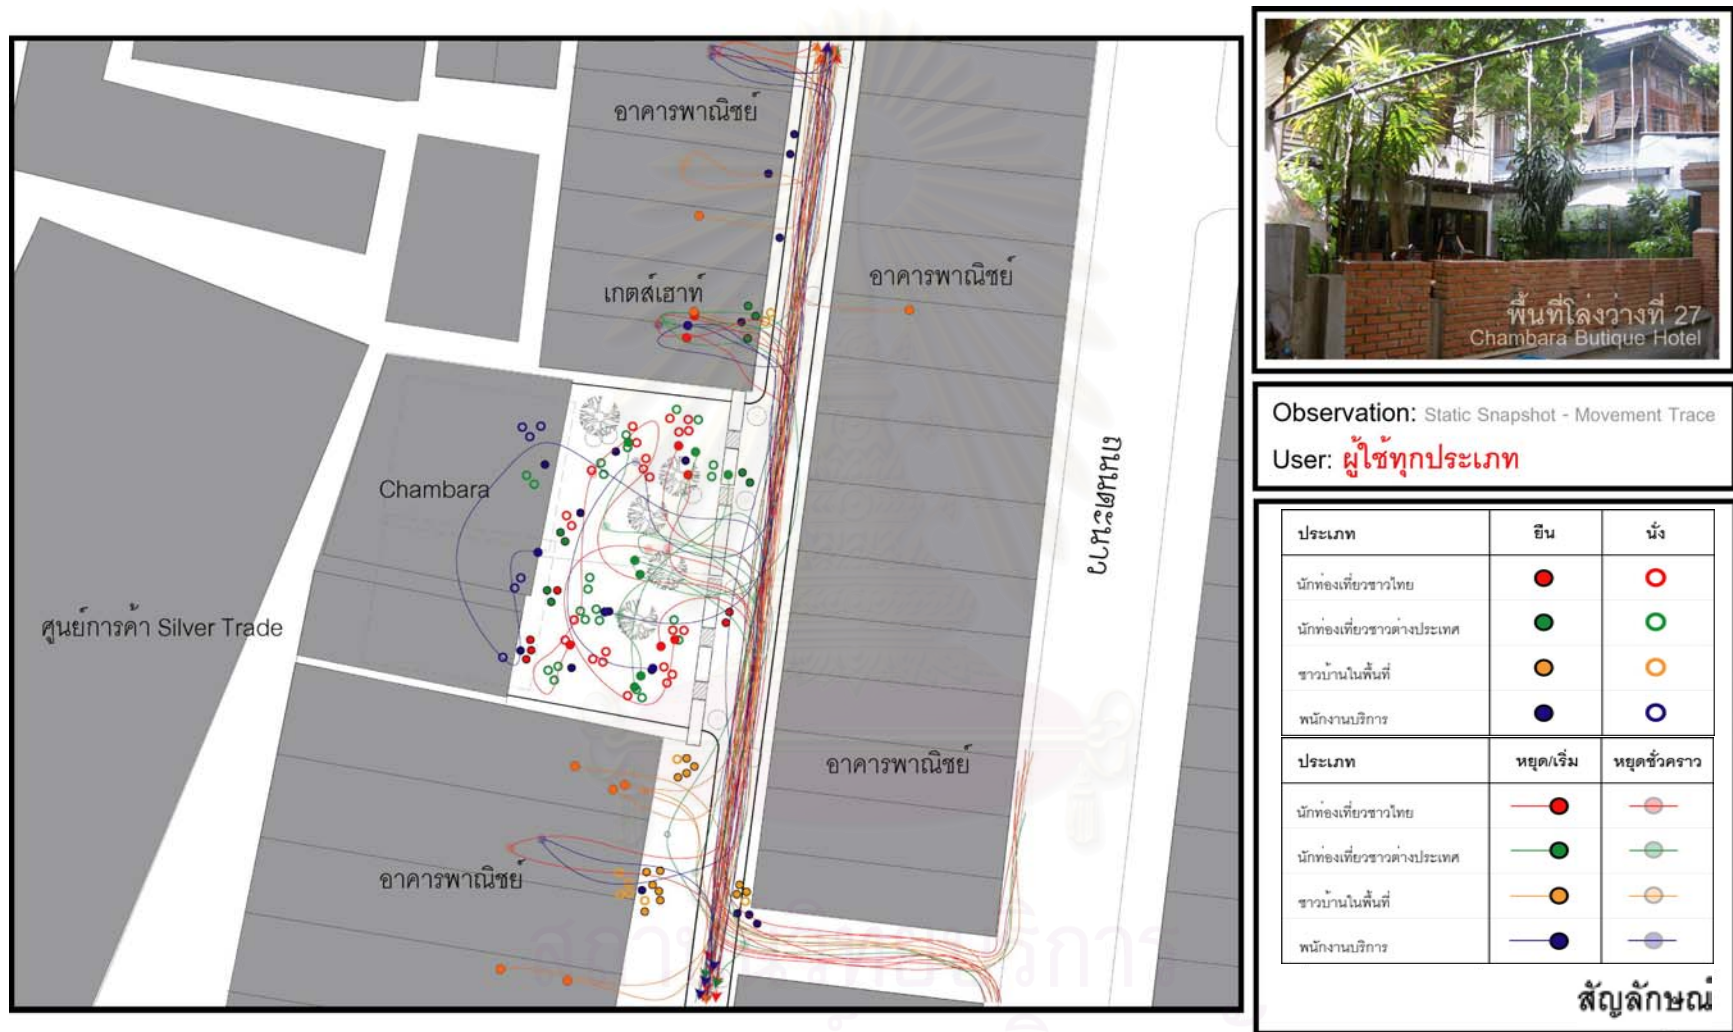 อาคารพาณิชย์
เกตส์เฮาท์
อาคารพาณิชย์
Chambara
ถนนตะนาว
ศูนย์การค้า Silver Trade
อาคารพาณิชย์
อาคารพาณิชย์
พื้นที่โล่งว่างที่ 27
Chambara Butique Hotel
Observation: Static Snapshot - Movement Trace
User: ผู้ใช้ทุกประเภท
ประเภท ยืน นั่ง
นักท่องเที่ยวชาวไทย
นักท่องเที่ยวชาวต่างประเทศ
ชาวบ้านในพื้นที่
พนักงานบริการ
ประเภท หยุด/เริ่ม หยุดชั่วคราว
นักท่องเที่ยวชาวไทย
นักท่องเที่ยวชาวต่างประเทศ
ชาวบ้านในพื้นที่
พนักงานบริการ
สัญลักษณ์